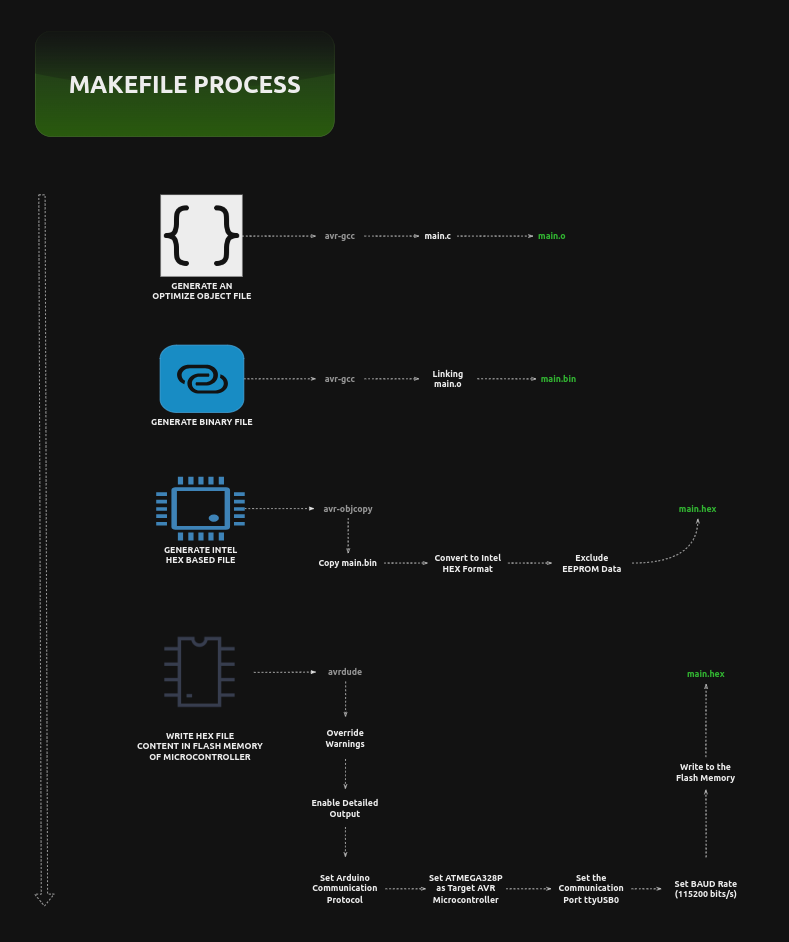 MAKEFILE PROCESS
{ }
avr-gcc
main.c
main.o
GENERATE AN
OPTIMIZE OBJECT FILE
avr-gcc
Linking
main.o
main.bin
GENERATE BINARY FILE
avr-objcopy
main.hex
GENERATE INTEL
HEX BASED FILE
Copy main.bin
Convert to Intel
HEX Format
Exclude
EEPROM Data
avrdude
main.hex
WRITE HEX FILE
CONTENT IN FLASH MEMORY
OF MICROCONTROLLER
Override
Warnings
Write to the
Flash Memory
Enable Detailed
Output
Set Arduino
Communication
Protocol
Set ATMEGA328P
as Target AVR
Microcontroller
Set the
Communication
Port ttyUSB0
Set BAUD Rate
(115200 bits/s)